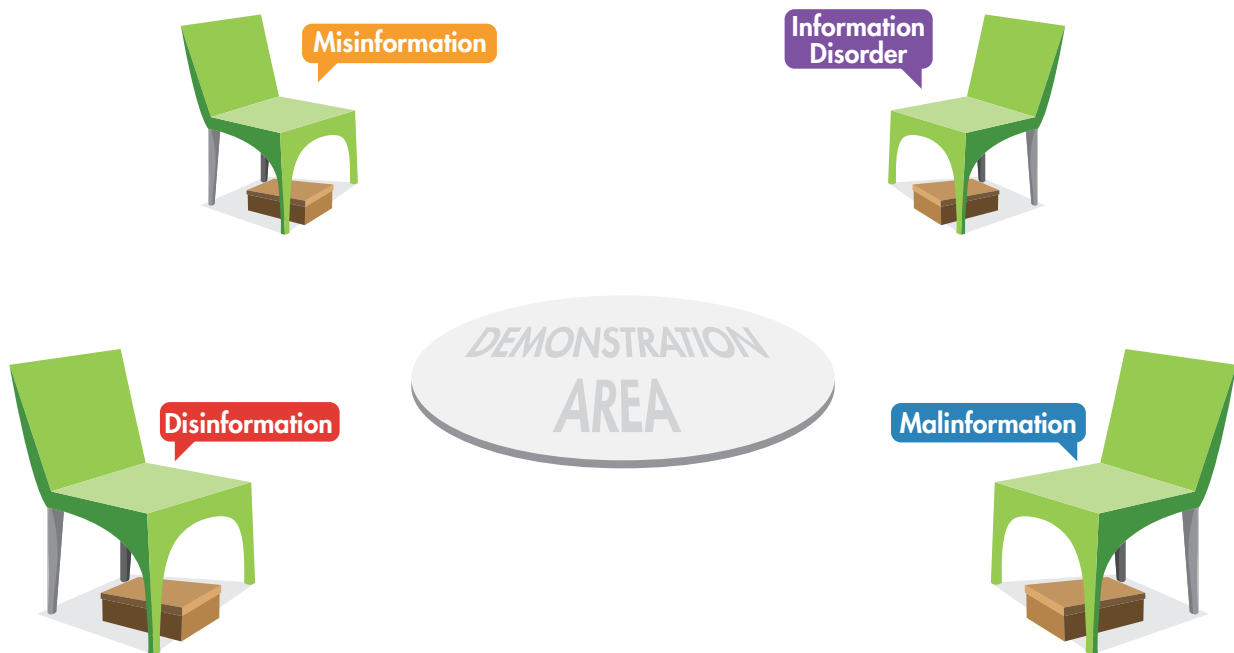 Misinformation
Information
Disorder
DEMONSTRATION
AREA
Disinformation
Malinformation